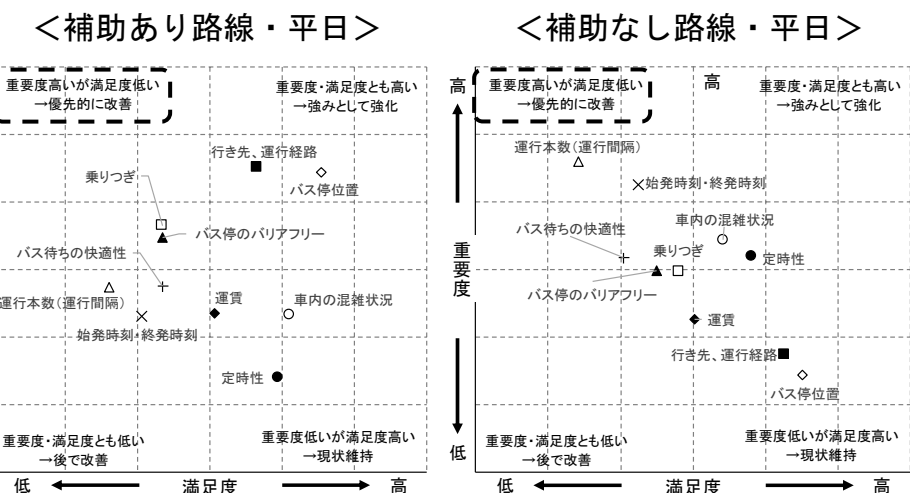 ＜補助あり路線・平日＞
重要度高いが満足度低い
→優先的に改善
重要度・満足度とも高い
→強みとして強化
行き先、運行経路
乗りつぎ
バス停位置
バス停のバリアフリー
バス待ちの快適性
運行本数(運行間隔)
運賃
車内の混雑状況
始発時刻・終発時刻
定時性
重要度・満足度とも低い
→後で改善
重要度低いが満足度高い
→現状維持
低
満足度
高
＜補助なし路線・平日＞
高
重要度
低
重要度高いが満足度低い
→優先的に改善
高
重要度・満足度とも高い
→強みとして強化
運行本数(運行間隔)
始発時刻・終発時刻
車内の混雑状況
バス待ちの快適性
乗りつぎ
定時性
バス停のバリアフリー
運賃
行き先、運行経路
バス停位置
重要度・満足度とも低い
→後で改善
重要度低いが満足度高い
→現状維持
低
満足度
高